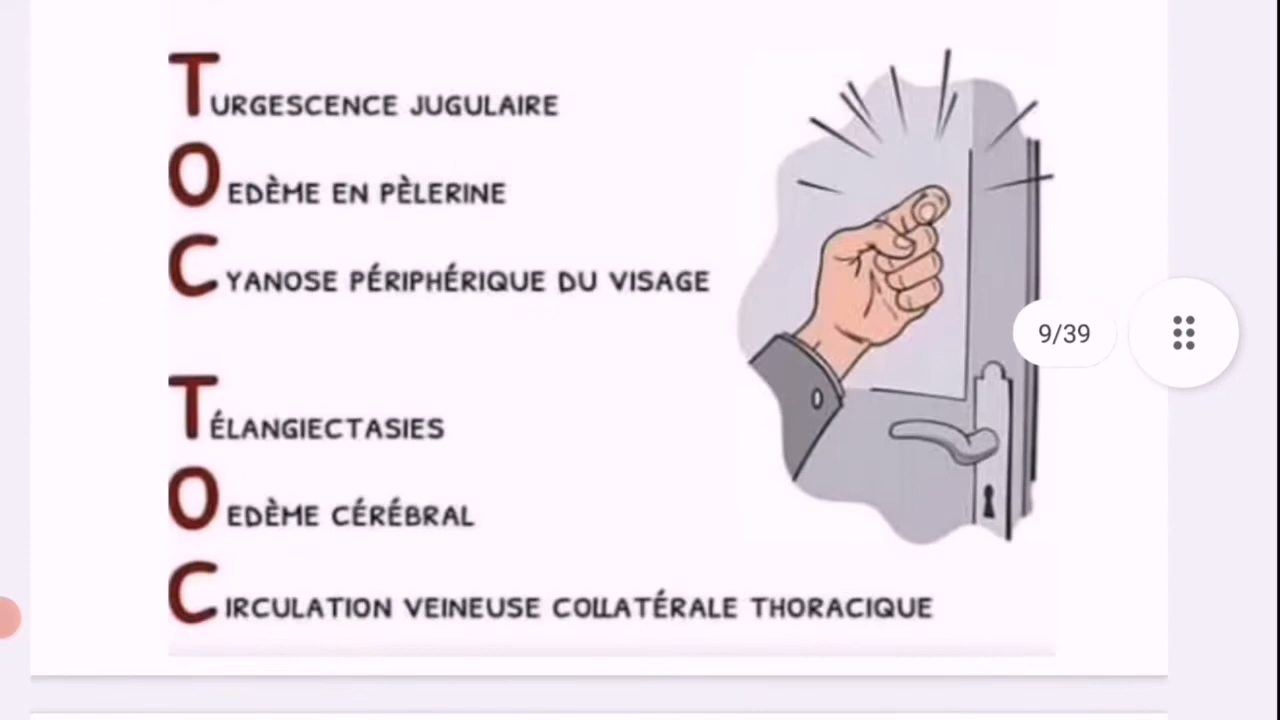 TURGESCENCE JUGULAIRE
OEDÈME EN PÈLERINE
CYANOSE PÉRIPHÉRIQUE DU VISAGE
9/39
TÉLANGIECTASIES
OEDÈME CÉRÉBRAL
CIRCULATION VEINEUSE COLLATÉRALE THORACIQUE